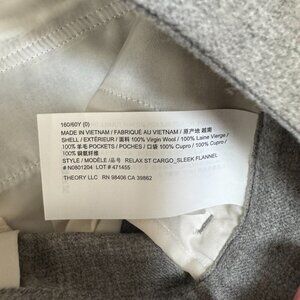 160/60Y (0)
MADE IN VIETNAM / FABRIQUÉ AU VIETNAM / 原产地 越南
SHELL / EXTÉRIEUR / 面料 100% Virgin Wool / Laine Vierge /
100% 羊毛 POCKETS / POCHES / 口袋 100% Cupro / 100% Cupro /
100% 铜氨纤维
STYLE / MODÈLE /品号 RELAX ST CARGO_SLEEK FLANNEL
# N0801204 LOT # 471455
THEORY LLC RN 98406 CA 39862